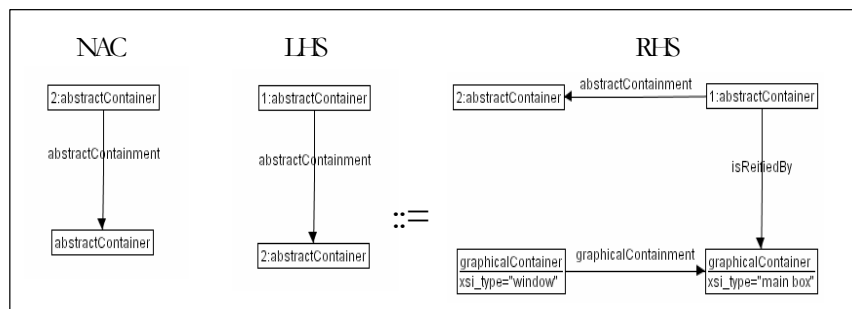 NAC
LHS
RHS
2:abstractContainer
abstractContainment
abstractContainer
1:abstractContainer
abstractContainment
2:abstractContainer
::=
2:abstractContainer
abstractContainment
1:abstractContainer
isReifiedBy
graphicalContainer
xsi_type="window"
graphicalContainment
graphicalContainer
xsi_type="main box"